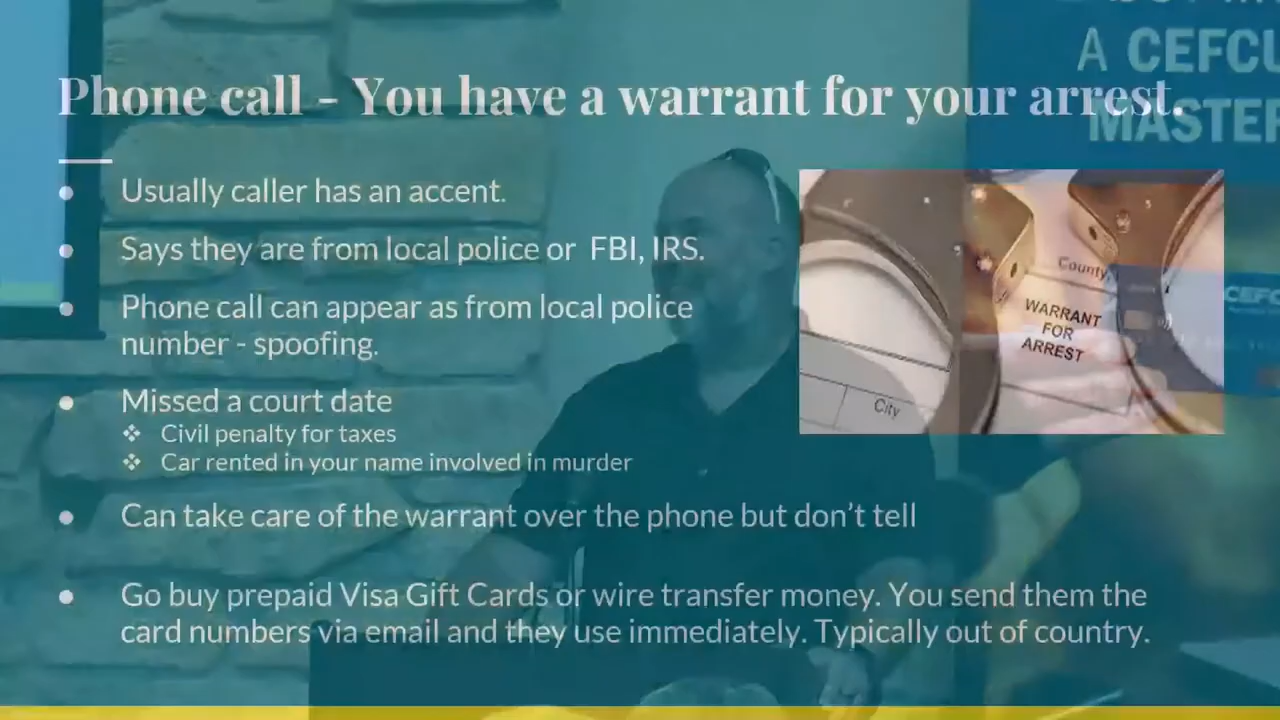 A CEFCU
MASTER
Phone call - You have a warrant for your arrest.
• Usually caller has an accent.
• Says they are from local police or FBI, IRS.
• Phone call can appear as from local police
number - spoofing.
• Missed a court date
❖ Civil penalty for taxes
❖ Car rented in your name involved in murder
• Can take care of the warrant over the phone but don't tell
• Go buy prepaid Visa Gift Cards or wire transfer money. You send them the
card numbers via email and they use immediately. Typically out of country.
County,
WARRANT
FOR
ARREST
City
CEFC